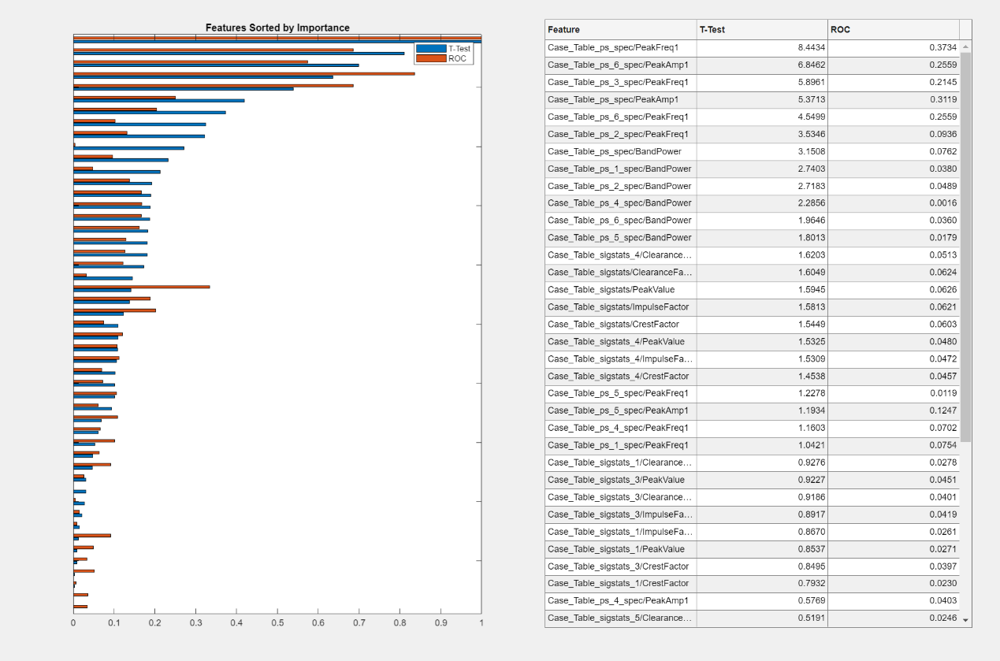 Features Sorted by Importance
T-Test
ROC
0 0.1 0.2 0.3 0.4 0.5 0.6 0.7 0.8 0.9 1
Feature T-Test ROC
Case_Table_ps_spec/PeakFreq1 8.4434 0.3734
Case_Table_ps_6_spec/PeakAmp1 6.8462 0.2559
Case_Table_ps_3_spec/PeakFreq1 5.8961 0.2145
Case_Table_ps_spec/PeakAmp1 5.3713 0.3119
Case_Table_ps_6_spec/PeakFreq1 4.5499 0.2559
Case_Table_ps_2_spec/PeakFreq1 3.5346 0.0936
Case_Table_ps_spec/BandPower 3.1508 0.0762
Case_Table_ps_1_spec/BandPower 2.7403 0.0380
Case_Table_ps_2_spec/BandPower 2.7183 0.0489
Case_Table_ps_4_spec/BandPower 2.2856 0.0016
Case_Table_ps_6_spec/BandPower 1.9646 0.0360
Case_Table_ps_5_spec/BandPower 1.8013 0.0179
Case_Table_sigstats_4/Clearance... 1.6203 0.0513
Case_Table_sigstats/ClearanceFa... 1.6049 0.0624
Case_Table_sigstats/PeakValue 1.5945 0.0626
Case_Table_sigstats/ImpulseFactor 1.5813 0.0621
Case_Table_sigstats/CrestFactor 1.5449 0.0603
Case_Table_sigstats_4/PeakValue 1.5325 0.0480
Case_Table_sigstats_4/ImpulseFa... 1.5309 0.0472
Case_Table_sigstats_4/CrestFactor 1.4538 0.0457
Case_Table_ps_5_spec/PeakFreq1 1.2278 0.0119
Case_Table_ps_5_spec/PeakAmp1 1.1934 0.1247
Case_Table_ps_4_spec/PeakFreq1 1.1603 0.0702
Case_Table_ps_1_spec/PeakFreq1 1.0421 0.0754
Case_Table_sigstats_1/Clearance... 0.9276 0.0278
Case_Table_sigstats_3/PeakValue 0.9227 0.0451
Case_Table_sigstats_3/Clearance... 0.9186 0.0401
Case_Table_sigstats_3/ImpulseFa... 0.8917 0.0419
Case_Table_sigstats_1/ImpulseFa... 0.8670 0.0261
Case_Table_sigstats_1/PeakValue 0.8537 0.0271
Case_Table_sigstats_3/CrestFactor 0.8495 0.0397
Case_Table_sigstats_1/CrestFactor 0.7932 0.0230
Case_Table_ps_4_spec/PeakAmp1 0.5769 0.0403
Case_Table_sigstats_5/Clearance... 0.5191 0.0246